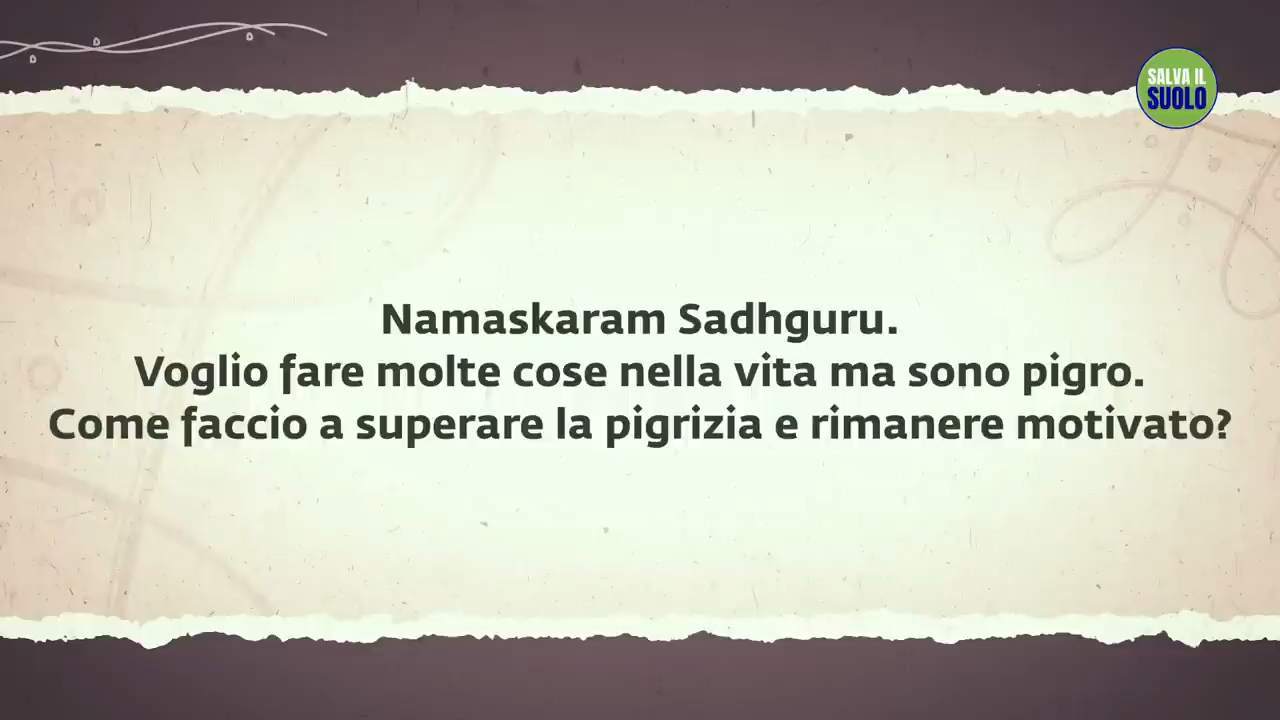 SALVA IL
SUOLO
Namaskaram Sadhguru.
Voglio fare molte cose nella vita ma sono pigro.
Come faccio a superare la pigrizia e rimanere motivato?